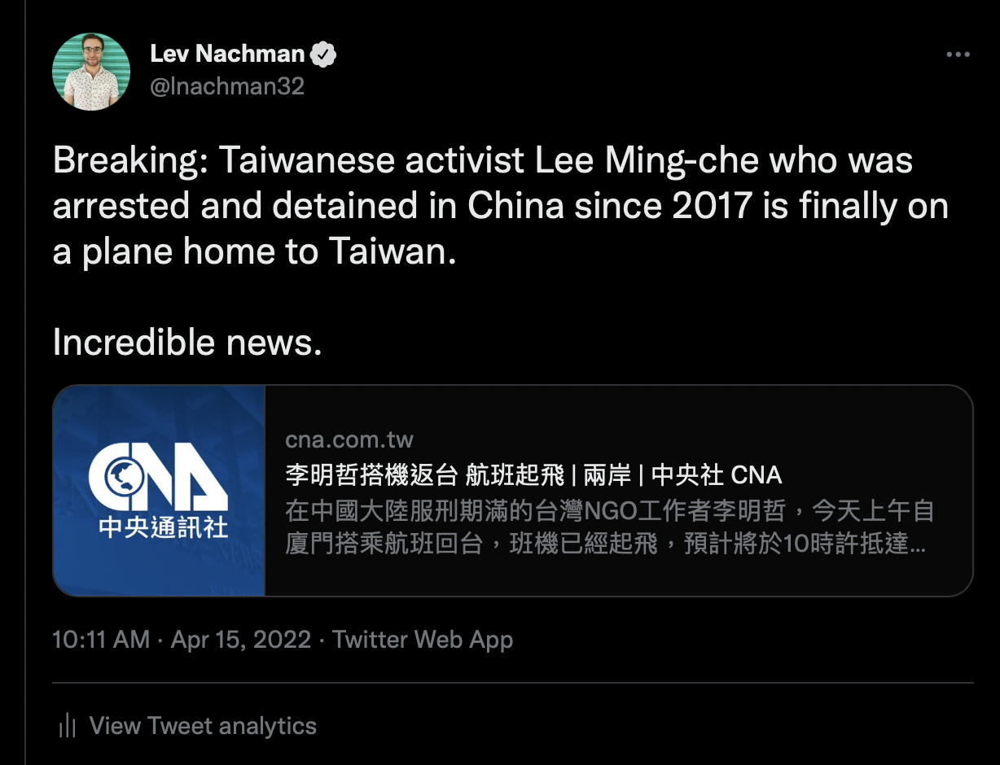 Lev Nachman
@lnachman32
Breaking: Taiwanese activist Lee Ming-che who was
arrested and detained in China since 2017 is finally on
a plane home to Taiwan.
Incredible news.
CNA
中央通訊社
cna.com.tw
李明哲搭機返台 航班起飛 | 兩岸 | 中央社 CNA
在中國大陸服刑期滿的台灣NGO工作者李明哲，今天上午自
廈門搭乘航班回台，班機已經起飛，預計將於10時許抵達...
10:11 AM · Apr 15, 2022 · Twitter Web App
View Tweet analytics